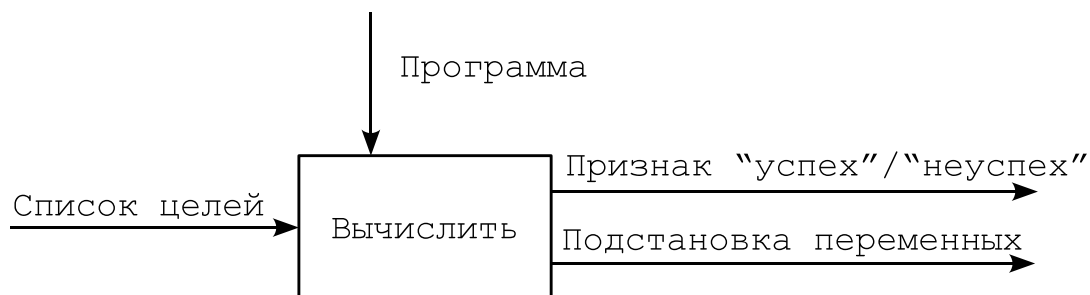 Программа
Признак “успех”/“неуспех”
Список целей
Вычислить
Подстановка переменных